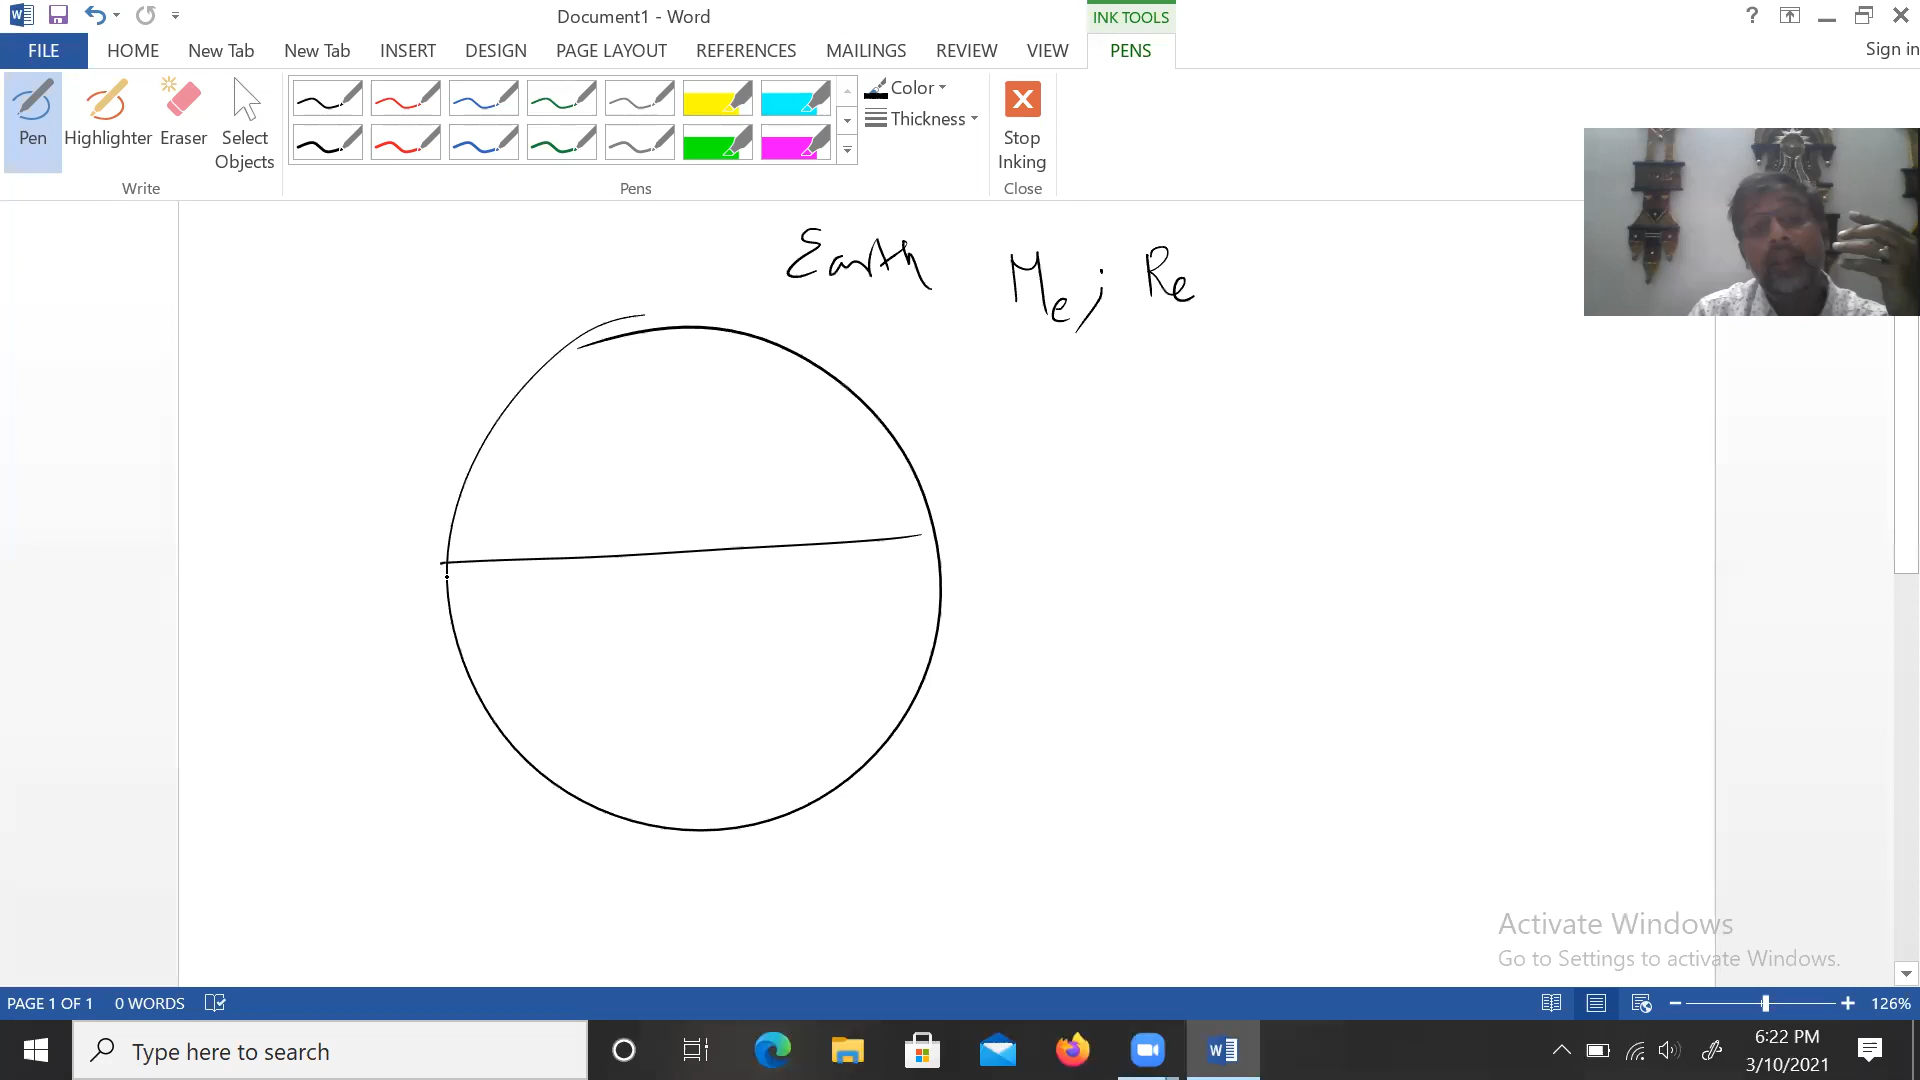 Document1 - Word
INK TOOLS
FILE HOME New Tab New Tab INSERT DESIGN PAGE LAYOUT REFERENCES MAILINGS REVIEW VIEW PENS
Sign in
Pen Highlighter Eraser Select Objects
Write
Pens
Color
Thickness
Stop Inking
Close
Earth Me ; Re
Activate Windows
Go to Settings to activate Windows.
PAGE 1 OF 1 0 WORDS
126%
Type here to search
6:22 PM
3/10/2021